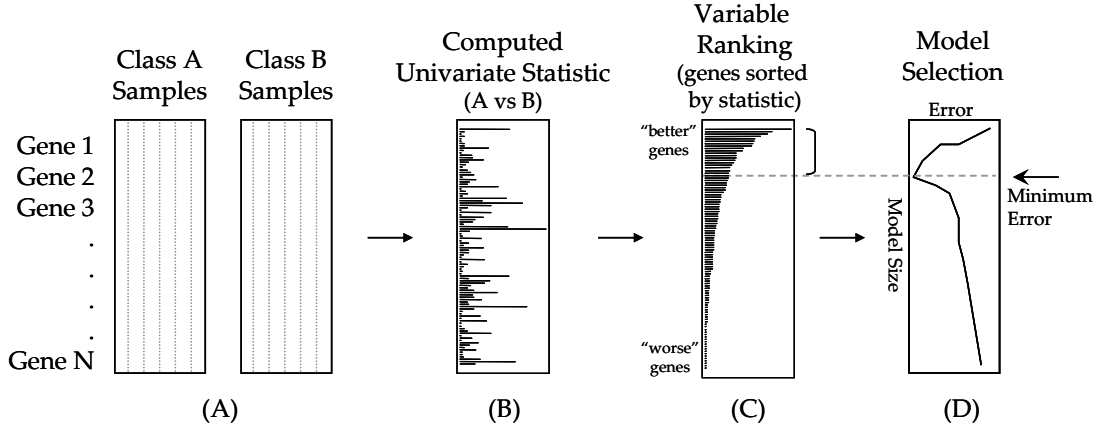 Class A
Samples
Class B
Samples
Computed
Univariate Statistic
(A vs B)
Variable
Ranking
(genes sorted
by statistic)
Model
Selection
Error
Gene 1
Gene 2
Gene 3
.
.
.
.
Gene N
“better”
genes
“worse”
genes
Model Size
Minimum
Error
(A)
(B)
(C)
(D)